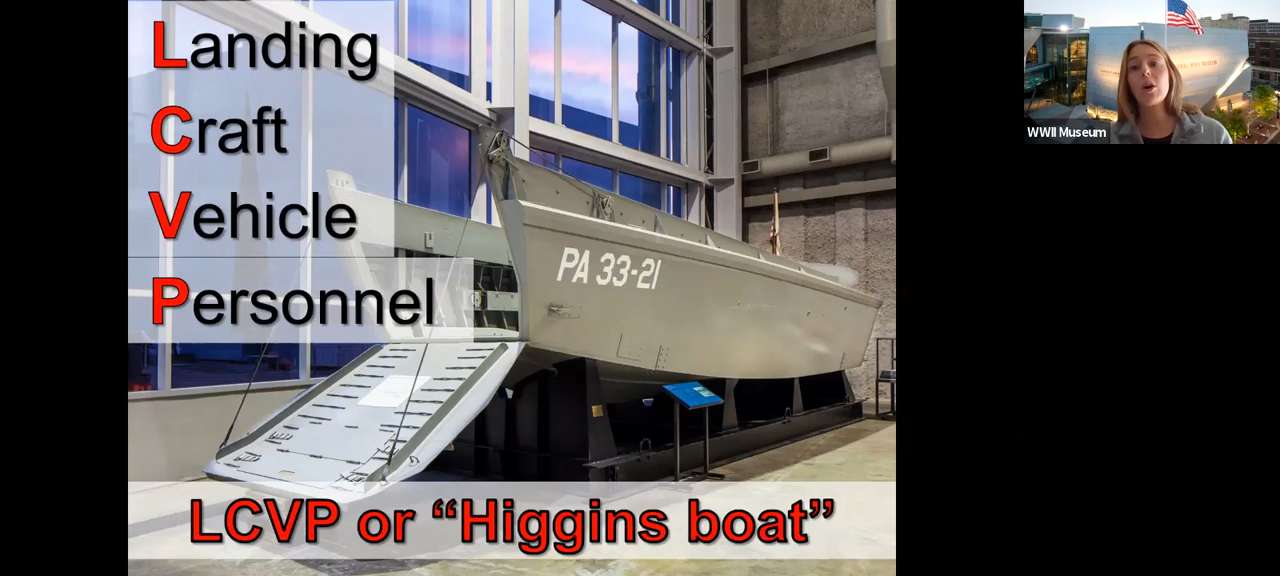 Landing
Craft
Vehicle
Personnel
PA 33-21
LCVP or “Higgins boat”
WWII Museum